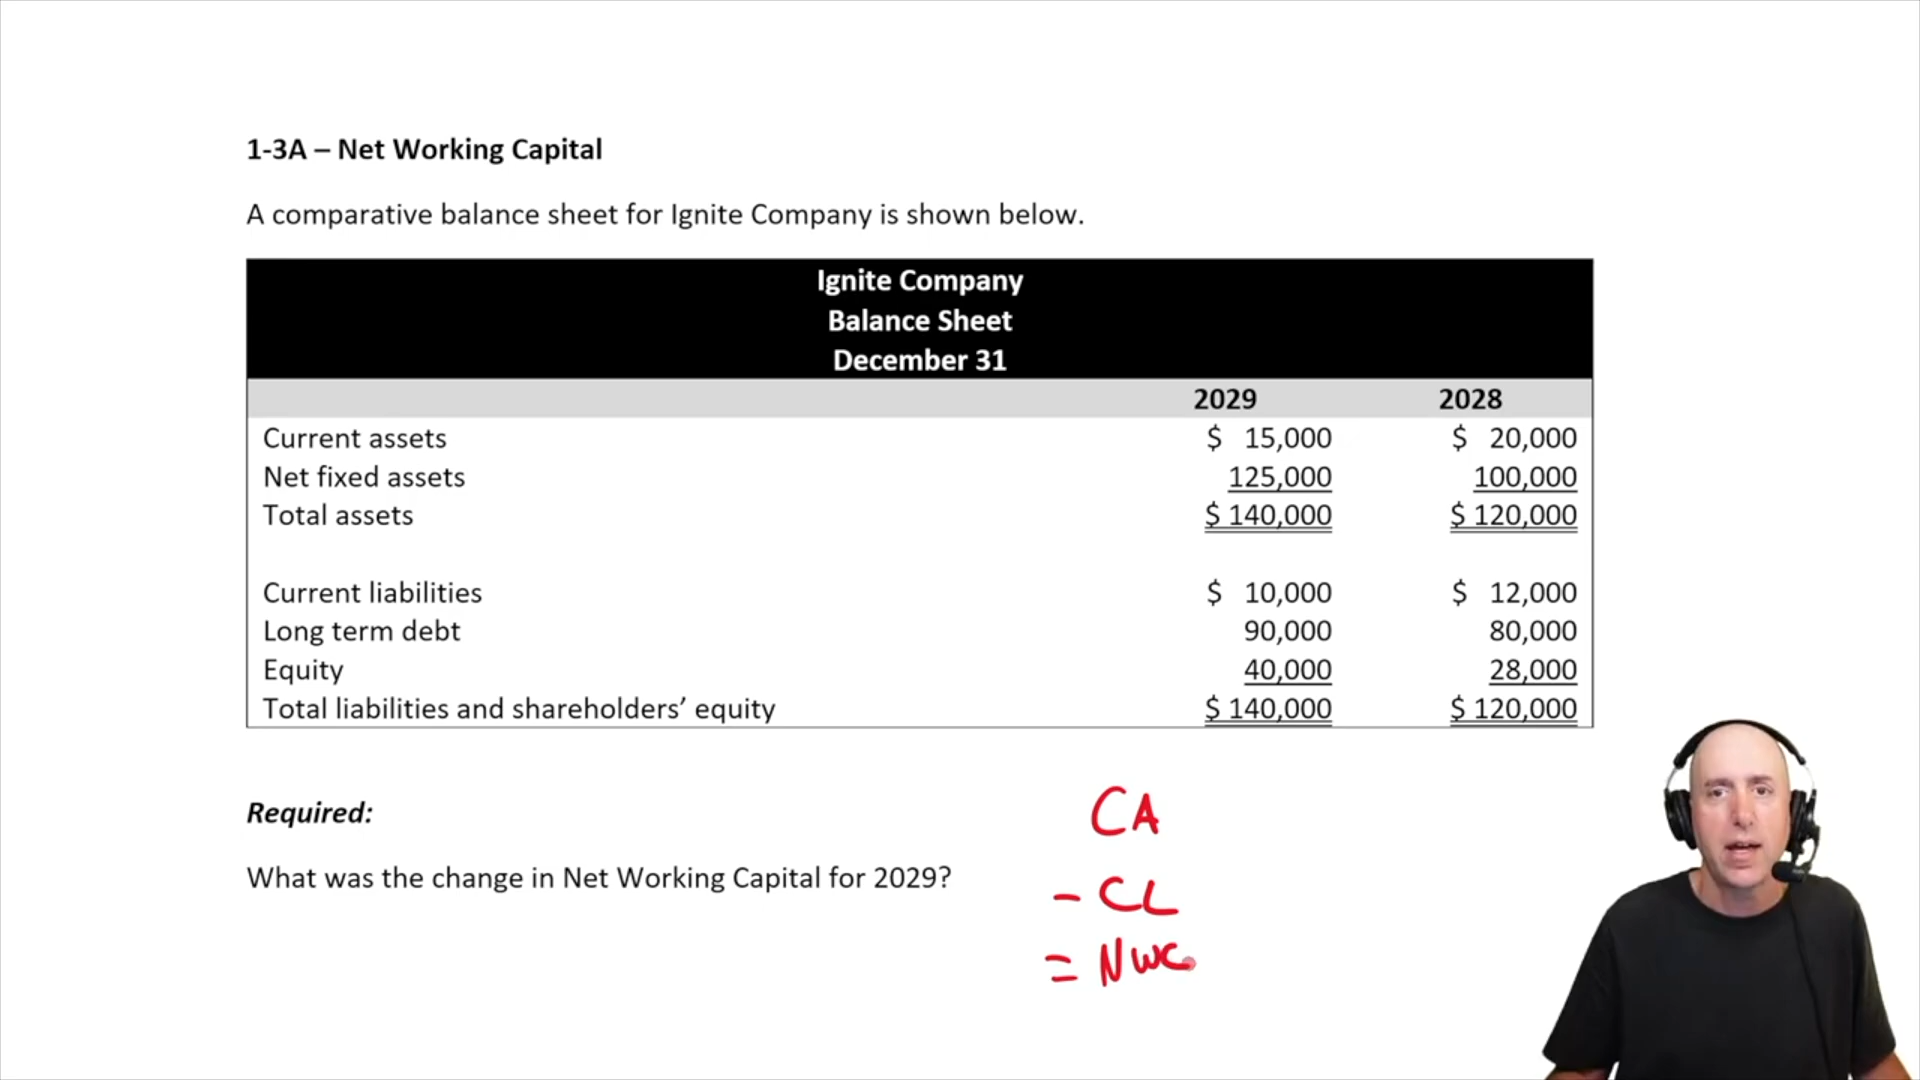 1-3A – Net Working Capital
A comparative balance sheet for Ignite Company is shown below.
Ignite Company
Balance Sheet
December 31
2029 2028
Current assets $ 15,000 $ 20,000
Net fixed assets 125,000 100,000
Total assets $ 140,000 $ 120,000
Current liabilities $ 10,000 $ 12,000
Long term debt 90,000 80,000
Equity 40,000 28,000
Total liabilities and shareholders’ equity $ 140,000 $ 120,000
Required:
What was the change in Net Working Capital for 2029?
CA
- CL
= NWC